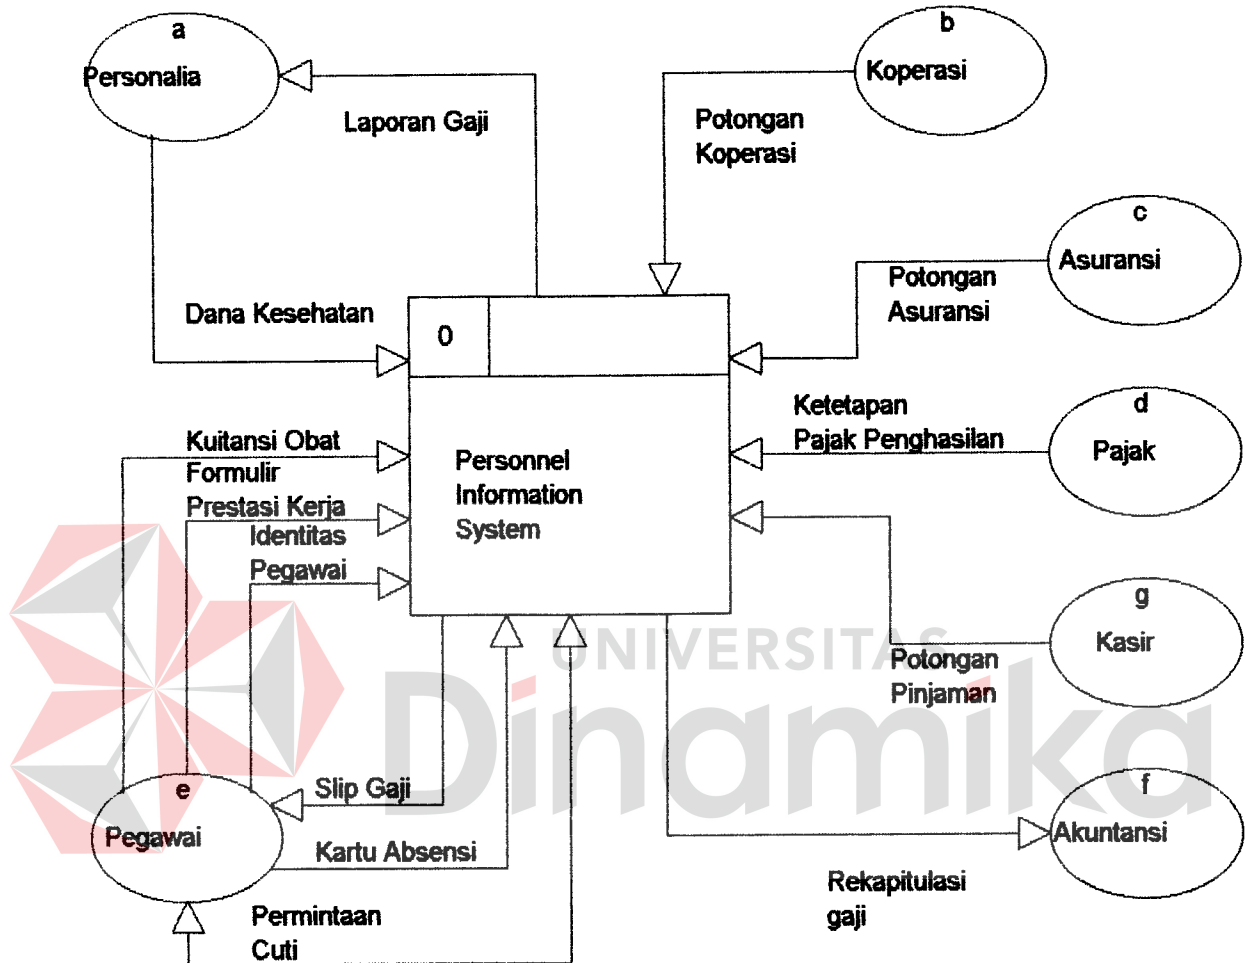 a
Personalia
b
Koperasi
Laporan Gaji
Potongan
Koperasi
c
Asuransi
Potongan
Asuransi
Dana Kesehatan
0
d
Pajak
Ketetapan
Pajak Penghasilan
Kuitansi Obat
Formulir
Prestasi Kerja
Identitas
Pegawai
Personnel
Information
System
g
Kasir
Potongan
Pinjaman
UNIVERSITAS
Dinamika
e
Pegawai
Slip Gaji
Kartu Absensi
f
Akuntansi
Rekapitulasi
gaji
Permintaan
Cuti